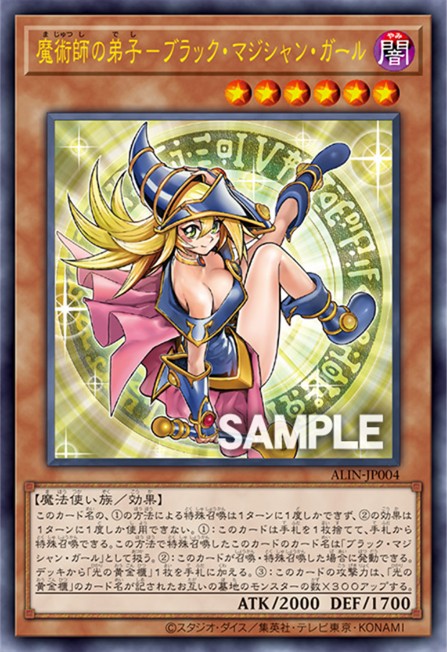 魔術師の弟子－ブラック・マジシャン・ガール
闇
SAMPLE
ALIN-JP004
【魔法使い族／効果】
このカード名の、①の方法による特殊召喚は1ターンに1度しかできず、②の効果は
1ターンに1度しか使用できない。①：このカードは手札を1枚捨てて、手札から
特殊召喚できる。この方法で特殊召喚したこのカードのカード名は「ブラック・マジ
シャン・ガール」として扱う。②：このカードが召喚・特殊召喚した場合に発動できる。
デッキから「光の黄金櫃」1枚を手札に加える。③：このカードの攻撃力は、「光の
黄金櫃」のカード名が記されたお互いの墓地のモンスターの数×300アップする。
ATK/2000 DEF/1700
©スタジオ・ダイス／集英社・テレビ東京・KONAMI